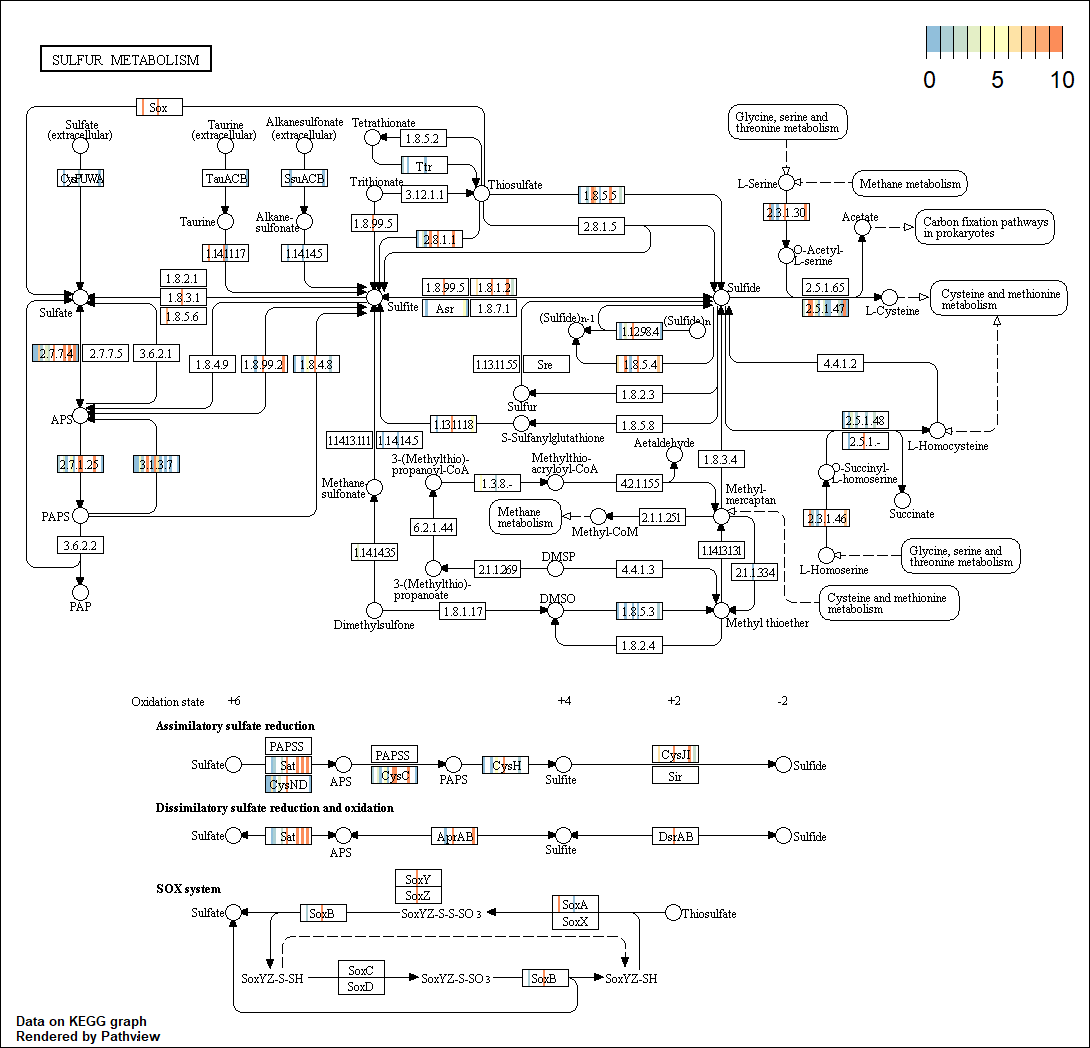 0 5 10
SULFUR METABOLISM
Sox
Sulfate
(extracellular)
Taurine
(extracellular)
Alkanesulfonate
(extracellular)
Tetrathionate
1.8.5.2
Ttr
Glycine, serine and
threonine metabolism
CysPUWA
TauACB
SsuACB
Trithionate
3.12.1.1
Thiosulfate
1.8.5.5
L-Serine
Methane metabolism
Taurine
Alkane-
sulfonate
1.8.99.5
2.8.1.1
2.8.1.5
2.3.1.30
Acetate
Carbon fixation pathways
in prokaryotes
1.14.11.17
1.14.14.5
O-Acetyl-
L-serine
1.8.2.1
1.8.3.1
1.8.5.6
Sulfate
Sulfite
1.8.99.5
1.8.1.2
Asr
1.8.7.1
Sulfide
2.5.1.65
2.5.1.47
L-Cysteine
Cysteine and methionine
metabolism
(Sulfide)n-1
1.12.98.4
(Sulfide)n
2.7.7.4
2.7.7.5
3.6.2.1
1.8.4.9
1.8.99.2
1.8.4.8
1.13.11.55
Sre
1.8.5.4
4.4.1.2
1.8.2.3
Sulfur
APS
1.13.11.18
1.8.5.8
S-Sulfanylglutathione
2.5.1.48
2.5.1.-
L-Homocysteine
1.14.13.111
1.14.14.5
Aetaldehyde
2.7.1.25
3.1.3.7
3-(Methylthio)-
propanoyl-CoA
Methylthio-
acryloyl-CoA
1.8.3.4
O-Succinyl-
L-homoserine
Methane
sulfonate
1.3.8.-
4.2.1.155
Methyl-
mercaptan
Succinate
PAPS
Methane
metabolism
Methyl-CoM
2.1.1.251
2.3.1.46
6.2.1.44
3.6.2.2
1.14.14.35
1.14.13.131
L-Homoserine
Glycine, serine and
threonine metabolism
DMSP
2.1.1.269
4.4.1.3
2.1.1.334
3-(Methylthio)-
propanoate
PAP
DMSO
Cysteine and methionine
metabolism
Dimethylsulfone
1.8.1.17
1.8.5.3
Methyl thioether
1.8.2.4
Oxidation state +6 +4 +2 -2
Assimilatory sulfate reduction
PAPSS
PAPSS
CysJI
Sulfate
Sat
APS
CysC
PAPS
CysH
Sulfite
Sir
Sulfide
CysND
Dissimilatory sulfate reduction and oxidation
Sulfate
Sat
APS
AprAB
Sulfite
DsrAB
Sulfide
SOX system
SoxY
SoxZ
SoxA
SoxX
Sulfate
SoxB
SoxYZ-S-S-SO3
Thiosulfate
SoxYZ-S-SH
SoxC
SoxD
SoxYZ-S-SO3
SoxB
SoxYZ-SH
Data on KEGG graph
Rendered by Pathview